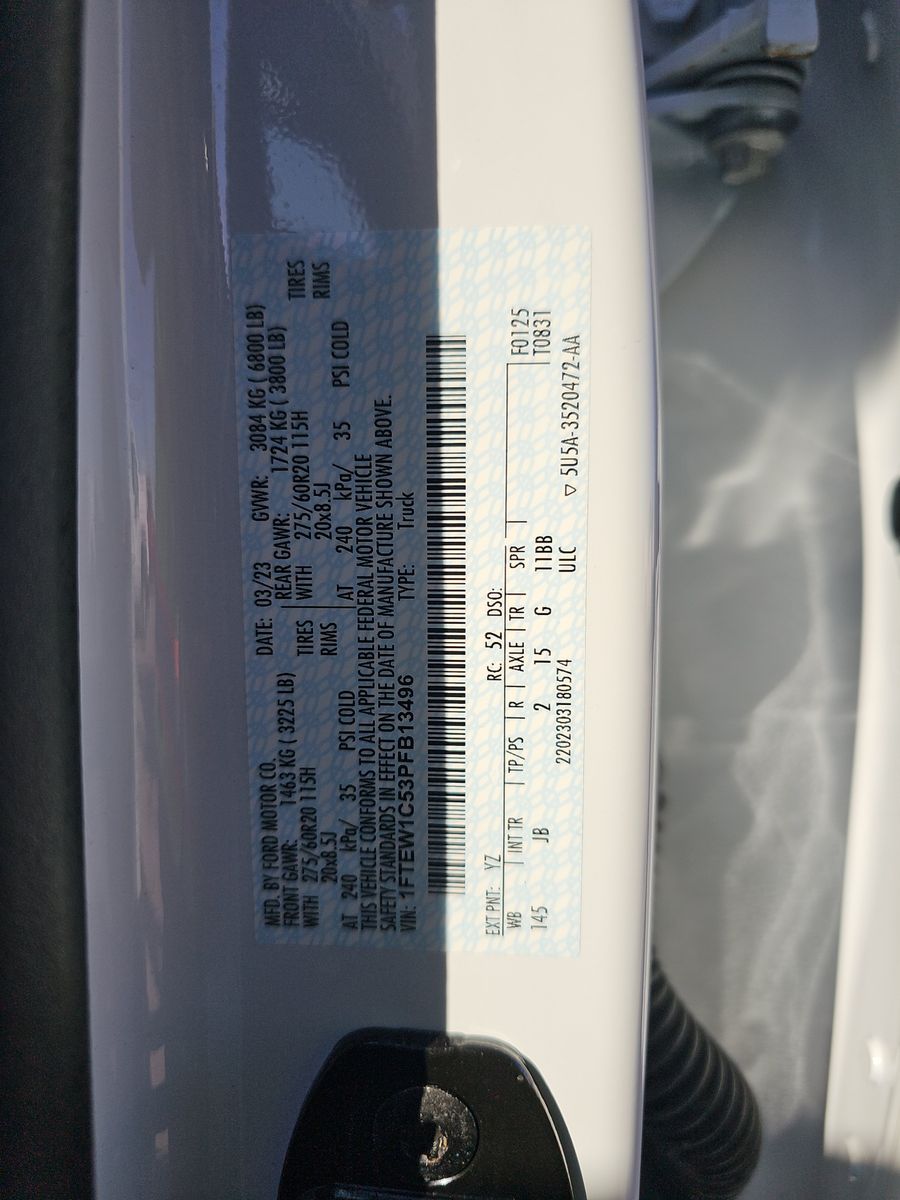 MFD. BY FORD MOTOR CO. DATE: 03/23 GVWR: 3084 KG ( 6800 LB)
FRONT GAWR: 1463 KG ( 3225 LB) REAR GAWR: 1724 KG ( 3800 LB)
WITH 275/60R20 115H TIRES WITH 275/60R20 115H TIRES
20x8.5J RIMS 20x8.5J RIMS
AT 240 kPa/ 35 PSI COLD AT 240 kPa/ 35 PSI COLD
THIS VEHICLE CONFORMS TO ALL APPLICABLE FEDERAL MOTOR VEHICLE
SAFETY STANDARDS IN EFFECT ON THE DATE OF MANUFACTURE SHOWN ABOVE.
VIN: 1FTEW1C53PFB13496 TYPE: Truck
EXT PNT: YZ RC: 52 DSO:
WB | INT TR | TP/PS | R | AXLE | TR | SPR | F0125
145 JB 2 15 G 11BB T0831
2202303180574 ULC ▽ 5U5A-3520472-AA